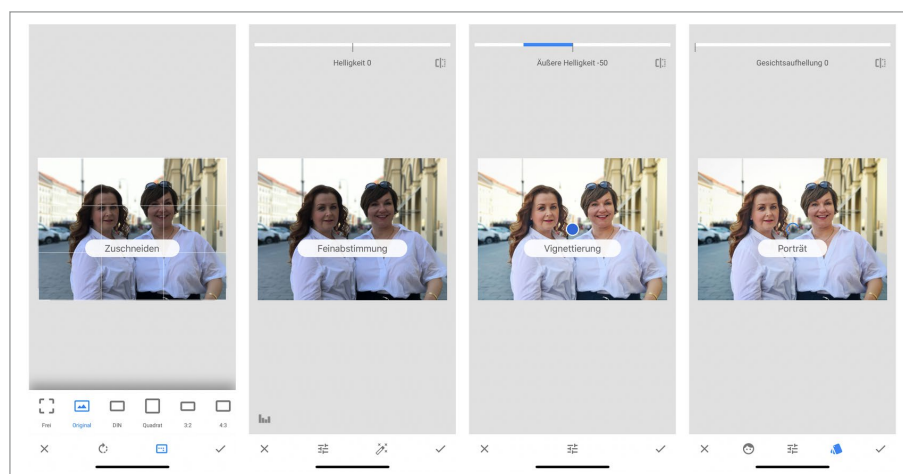 Zuschneiden
Frei
Original
DIN
Quadrat
3:2
4:3
Helligkeit 0
Feinabstimmung
Äußere Helligkeit -50
Vignettierung
Gesichtsaufhellung 0
Porträt